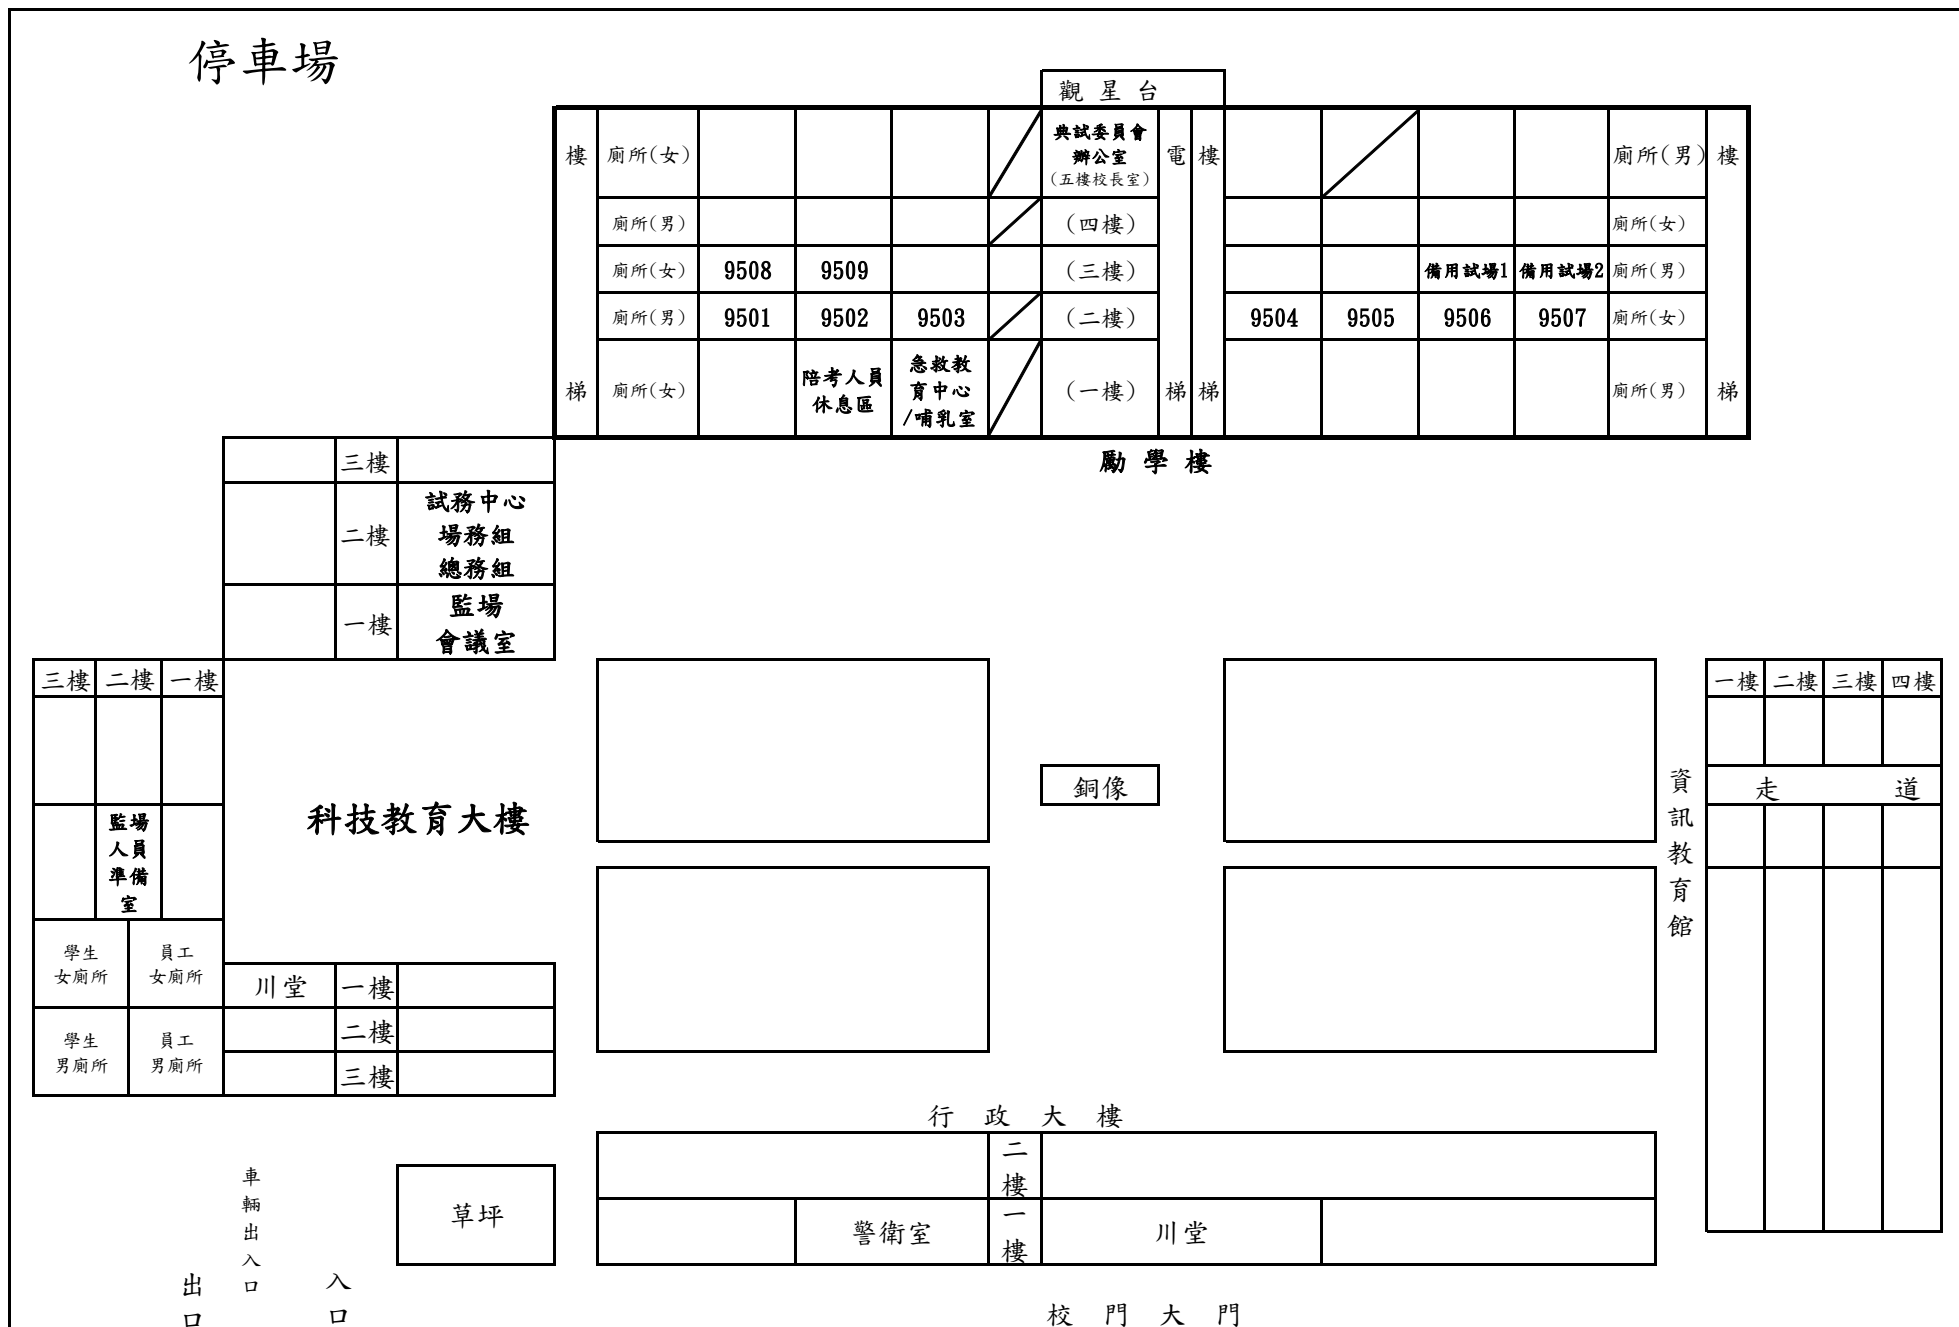 停車場
觀星台
樓 廁所(女) 典試委員會 電 樓 廁所(男) 樓
辦公室
(五樓校長室)
廁所(男) (四樓) 廁所(女)
廁所(女) 9508 9509 (三樓) 備用試場1 備用試場2 廁所(男)
廁所(男) 9501 9502 9503 (二樓) 9504 9505 9506 9507 廁所(女)
梯 廁所(女) 陪考人員 急救教 (一樓) 梯 梯 廁所(男) 梯
休息區 育中心
/哺乳室
勵學樓
三樓
二樓 試務中心
場務組
總務組
一樓 監場
會議室
三樓 二樓 一樓
監場
人員
準備
室
科技教育大樓
學生 員工
女廁所 女廁所
學生 員工
男廁所 男廁所
川堂 一樓
二樓
三樓
銅像
資訊教育館
一樓 二樓 三樓 四樓
走道
行政大樓
二樓
警衛室 一樓 川堂
草坪
車輛出入口
出口
入口
校門大門